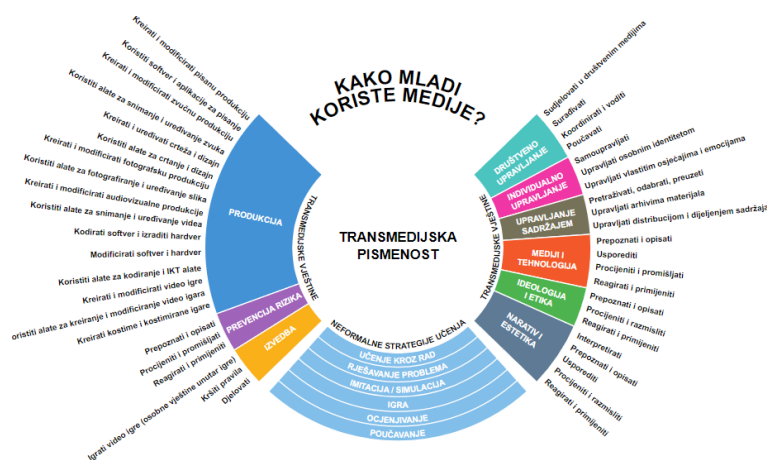 KAKO MLADI
KORISTE MEDIJE?
TRANSMEDIJSKA
PISMENOST
Kreirati i modificirati pisanu produkciju
Koristiti softver i aplikacije za pisanje
Kreirati i modificirati zvučnu produkciju
Koristiti alate za snimanje i uređivanje zvuka
Kreirati i uređivati crteža i dizajn
Koristiti alate za crtanje i dizajn
Kreirati i modificirati fotografsku produkciju
Koristiti alate za fotografiranje i uređivanje slika
Kreirati i modificirati audiovizualne produkcije
Koristiti alate za snimanje i uređivanje videa
Kodirati softver i izraditi hardver
Modificirati softver i hardver
Koristiti alate za kodiranje i IKT alate
Kreirati i modificirati video igre
oristiti alate za kreiranje i modificiranje video igara
Kreirati kostime i kostimirane igare
PRODUKCIJA
TRANSMEDIJSKE VJEŠTINE
Prepoznati i opisati
Procijeniti i promišljati
Reagirati i primijeniti
PREVENCIJA RIZIKA
Igrati video igre (osobne vještine unutar igre)
Kršiti pravila
Djelovati
IZVEDBA
NEFORMALNE STRATEGIJE UČENJA
UČENJE KROZ RAD
RJEŠAVANJE PROBLEMA
IMITACIJA / SIMULACIJA
IGRA
OCJENJIVANJE
POUČAVANJE
TRANSMEDIJSKE VJEŠTINE
DRUŠTVENO
UPRAVLJANJE
Sudjelovati u društvenim medijima
Surađivati
Koordinirati i voditi
Poučavati
INDIVIDUALNO
UPRAVLJANJE
Samoupravljati
Upravljati osobnim identitetom
Upravljati vlastitim osjećajima i emocijama
UPRAVLJANJE
SADRŽAJEM
Pretraživati, odabrati, preuzeti
Upravljati arhivima materijala
Upravljati distribucijom i dijeljenjem sadržaja
MEDIJI I
TEHNOLOGIJA
Prepoznati i opisati
Usporediti
Procijeniti i promišljati
Reagirati i primijeniti
IDEOLOGIJA
I ETIKA
Prepoznati i opisati
Procijeniti i razmisliti
Reagirati i primijeniti
NARATIV I
ESTETIKA
Interpretirati
Prepoznati i opisati
Usporediti
Procijeniti i razmisliti
Reagirati i primijeniti